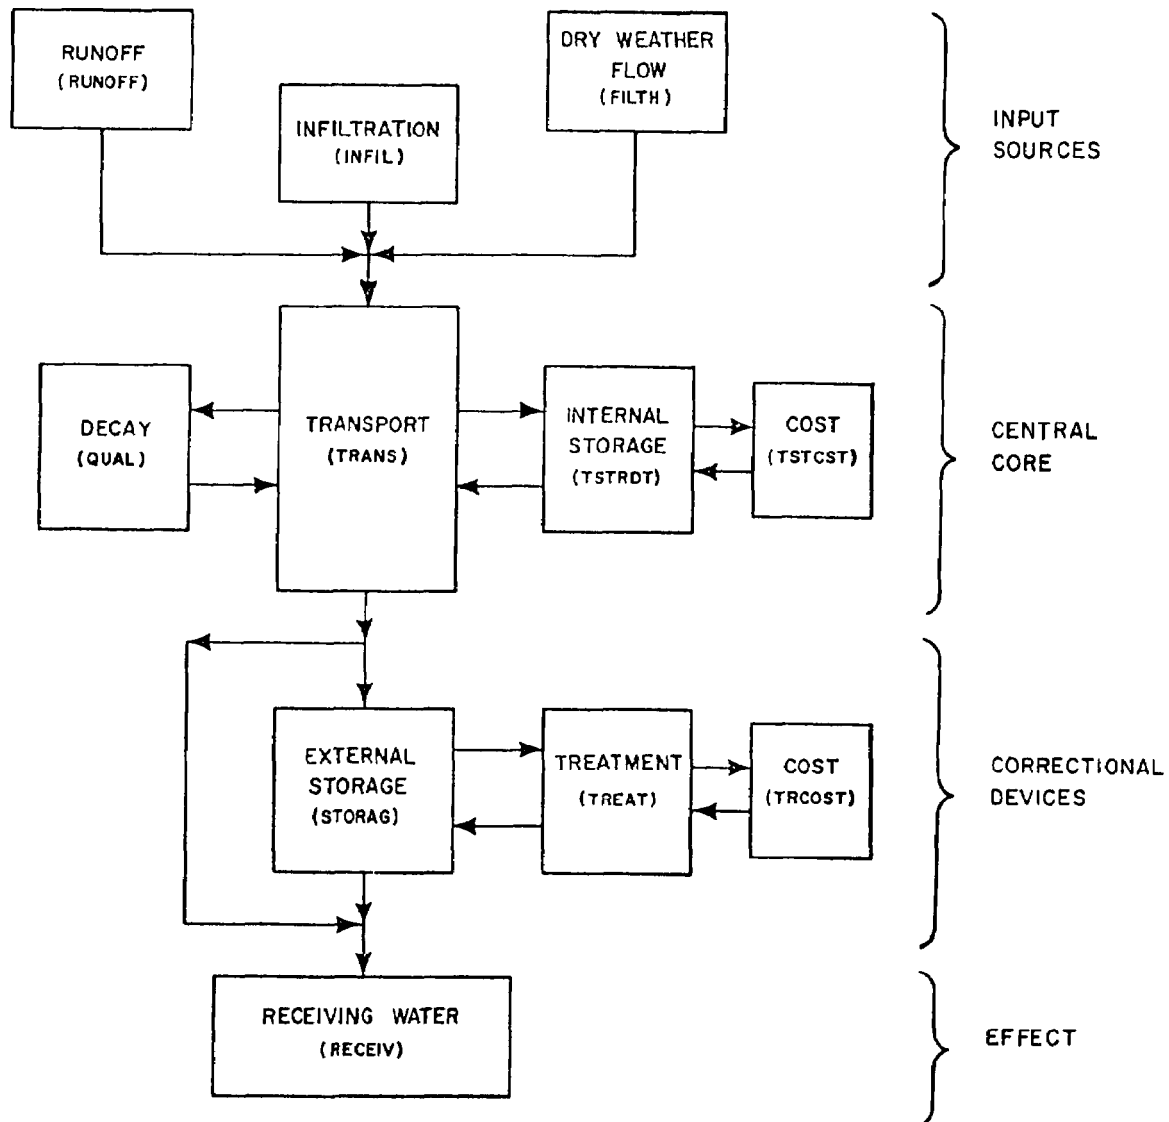 RUNOFF
(RUNOFF)
INFILTRATION
(INFIL)
DRY WEATHER
FLOW
(FILTH)
INPUT
SOURCES
DECAY
(QUAL)
TRANSPORT
(TRANS)
INTERNAL
STORAGE
(TSTRDT)
COST
(TSTCST)
CENTRAL
CORE
EXTERNAL
STORAGE
(STORAG)
TREATMENT
(TREAT)
COST
(TRCOST)
CORRECTIONAL
DEVICES
RECEIVING WATER
(RECEIV)
EFFECT